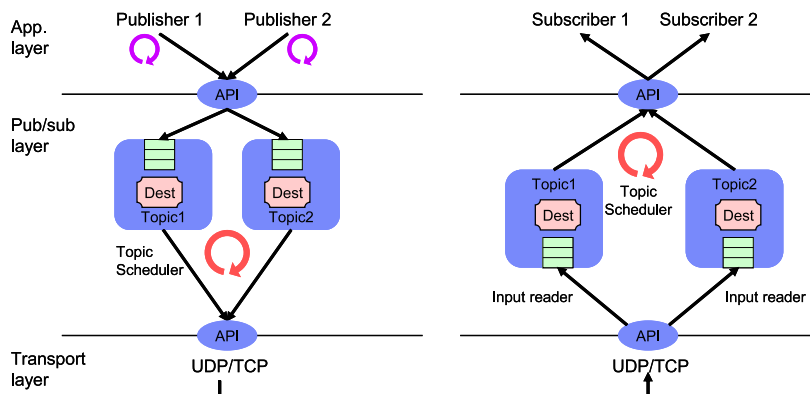 App.
layer
Publisher 1
Publisher 2
API
Pub/sub
layer
Dest
Topic1
Dest
Topic2
Topic
Scheduler
API
Transport
layer
UDP/TCP
Subscriber 1
Subscriber 2
API
Topic1
Dest
Topic
Scheduler
Topic2
Dest
Input reader
Input reader
API
UDP/TCP